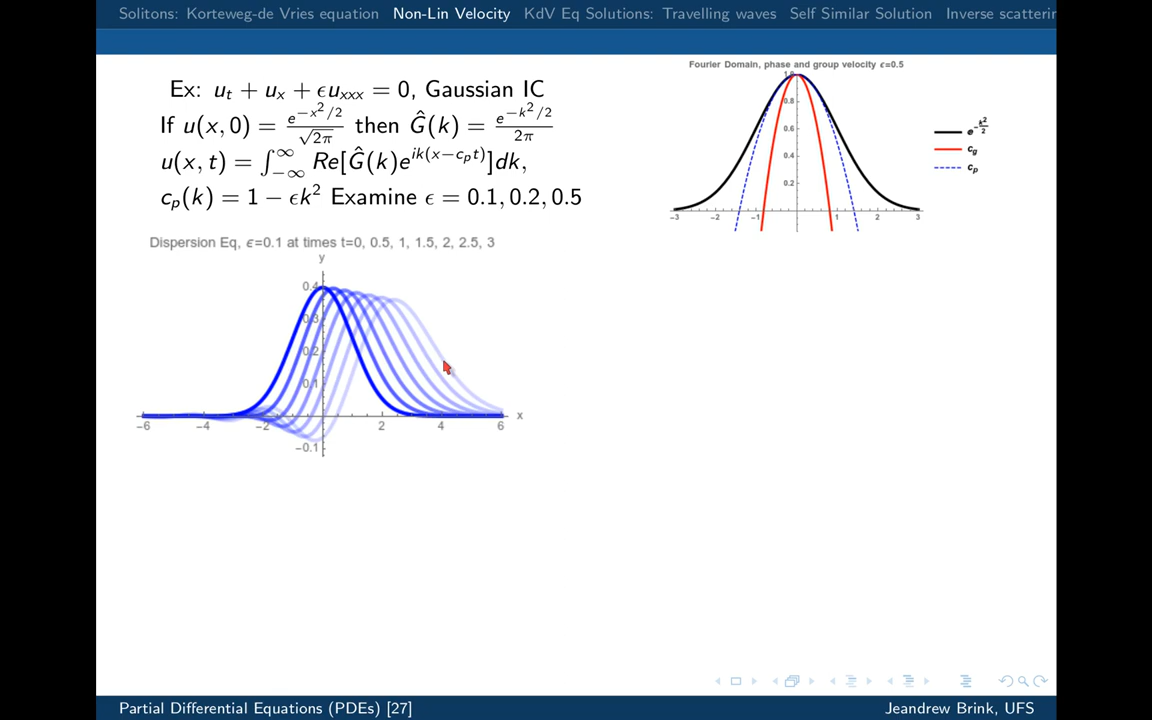 Solitons: Korteweg-de Vries equation Non-Lin Velocity KdV Eq Solutions: Travelling waves Self Similar Solution Inverse scatterin
Ex: u_t + u_x + ϵu_xxx = 0, Gaussian IC
If u(x, 0) = e^{−x²/2}/√2π then Ĝ(k) = e^{−k²/2}/2π
u(x, t) = ∫_{−∞}^{∞} Re[Ĝ(k)e^{ik(x−c_p t)}]dk,
c_p(k) = 1 − ϵk² Examine ϵ = 0.1, 0.2, 0.5
Fourier Domain, phase and group velocity ϵ=0.5
1.0
0.8
0.6
0.4
0.2
−3 −2 −1 1 2 3
e^{−k²/2}
c_g
c_p
Dispersion Eq, ϵ=0.1 at times t=0, 0.5, 1, 1.5, 2, 2.5, 3
y
0.4
0.3
0.2
0.1
−0.1
−6 −4 −2 2 4 6 x
Partial Differential Equations (PDEs) [27] Jeandrew Brink, UFS